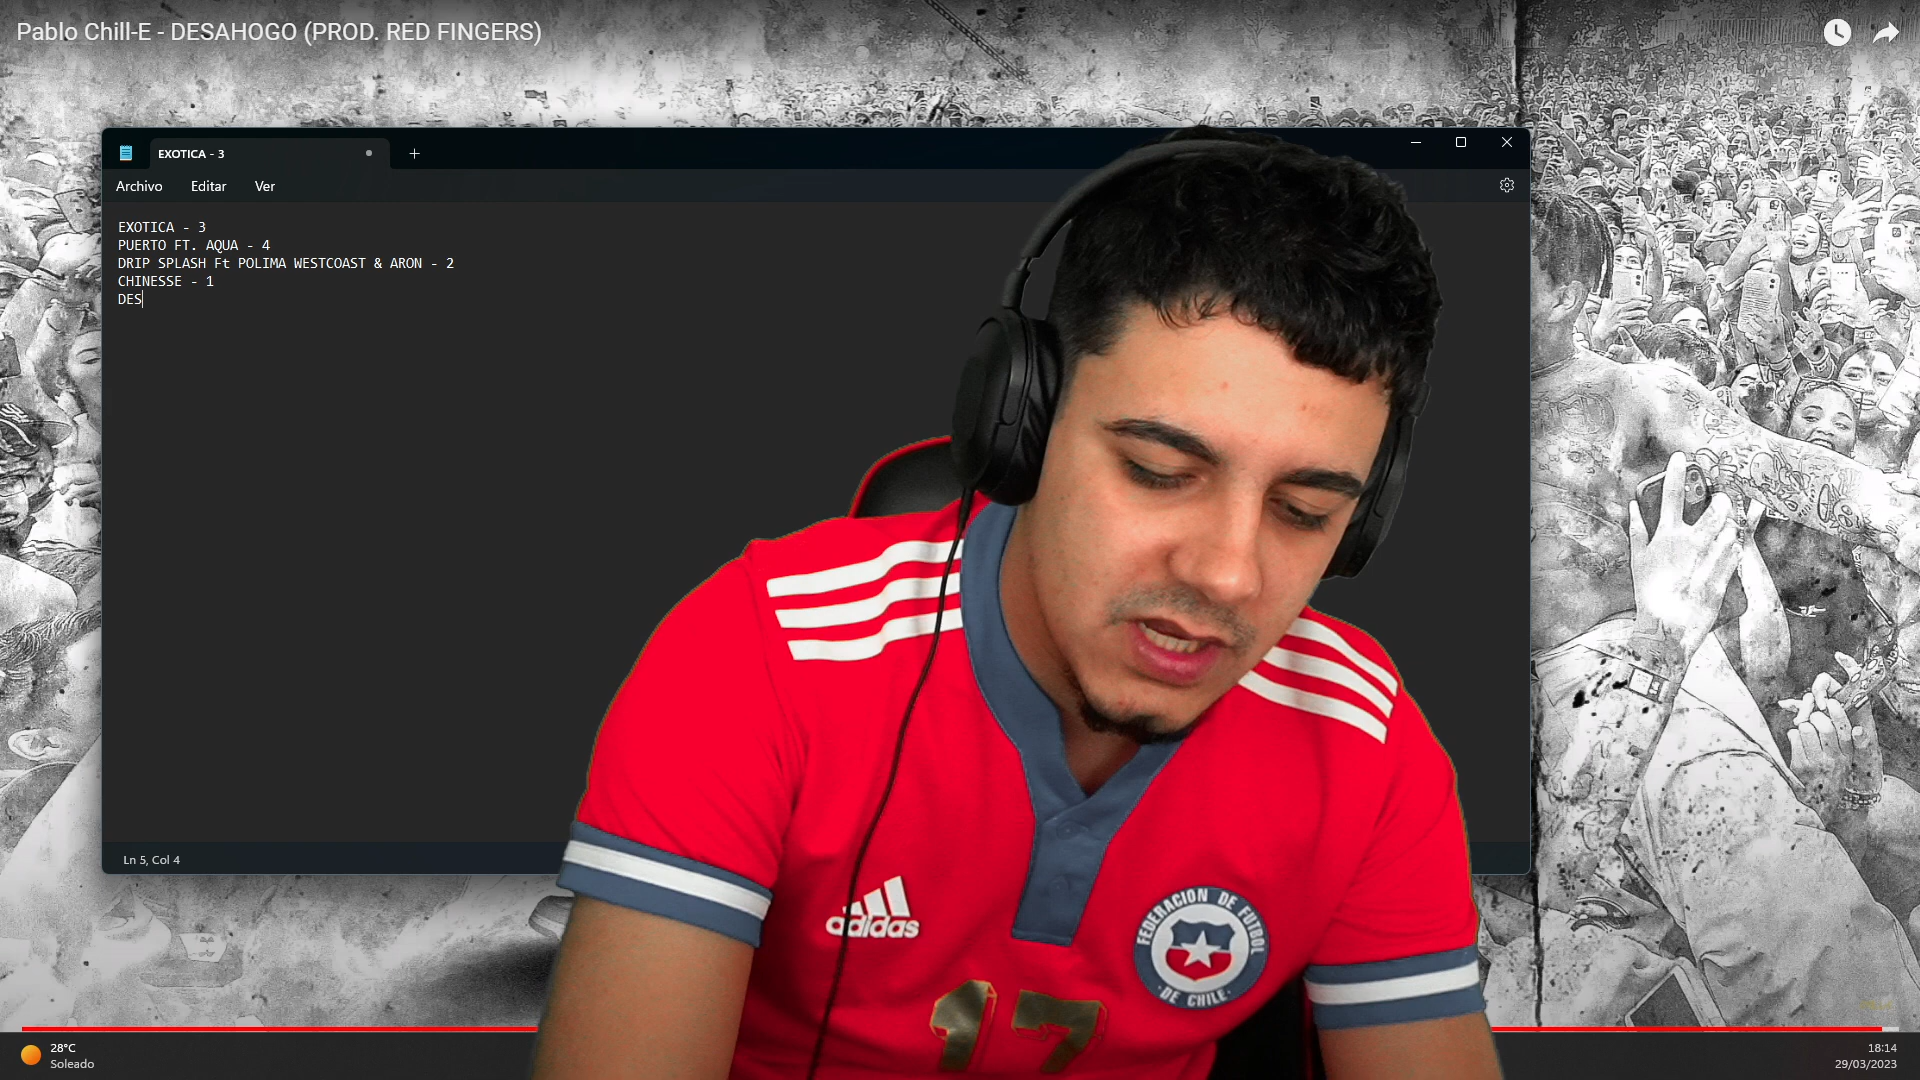 Pablo Chill-E - DESAHOGO (PROD. RED FINGERS)
EXOTICA - 3
Archivo Editar Ver
EXOTICA - 3
PUERTO FT. AQUA - 4
DRIP SPLASH Ft POLIMA WESTCOAST & ARON - 2
CHINESSE - 1
DES
Ln 5, Col 4
adidas
FEDERACION DE FUTBOL
DE CHILE
17
28°C
Soleado
18:14
29/03/2023